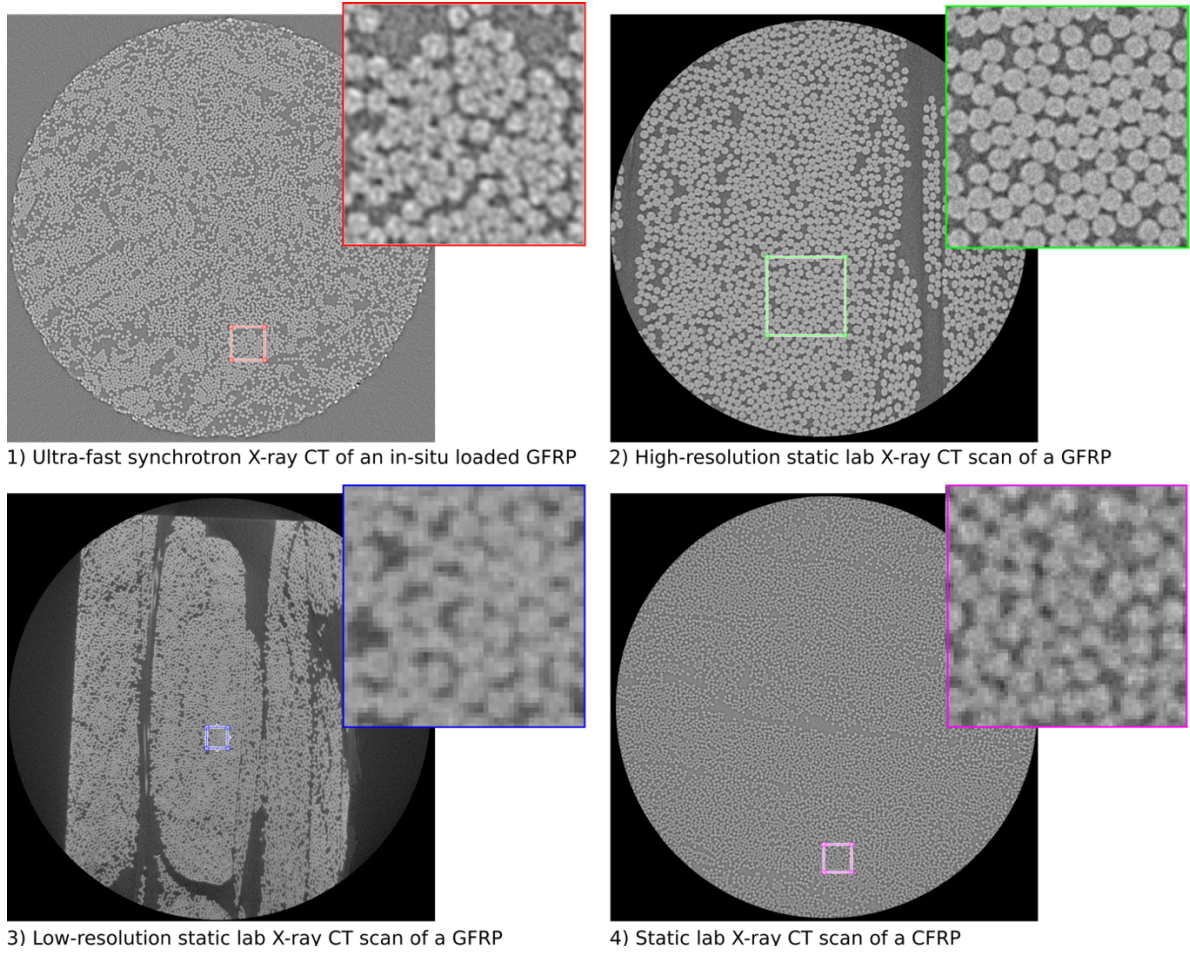 1) Ultra-fast synchrotron X-ray CT of an in-situ loaded GFRP
2) High-resolution static lab X-ray CT scan of a GFRP
3) Low-resolution static lab X-ray CT scan of a GFRP
4) Static lab X-ray CT scan of a CFRP